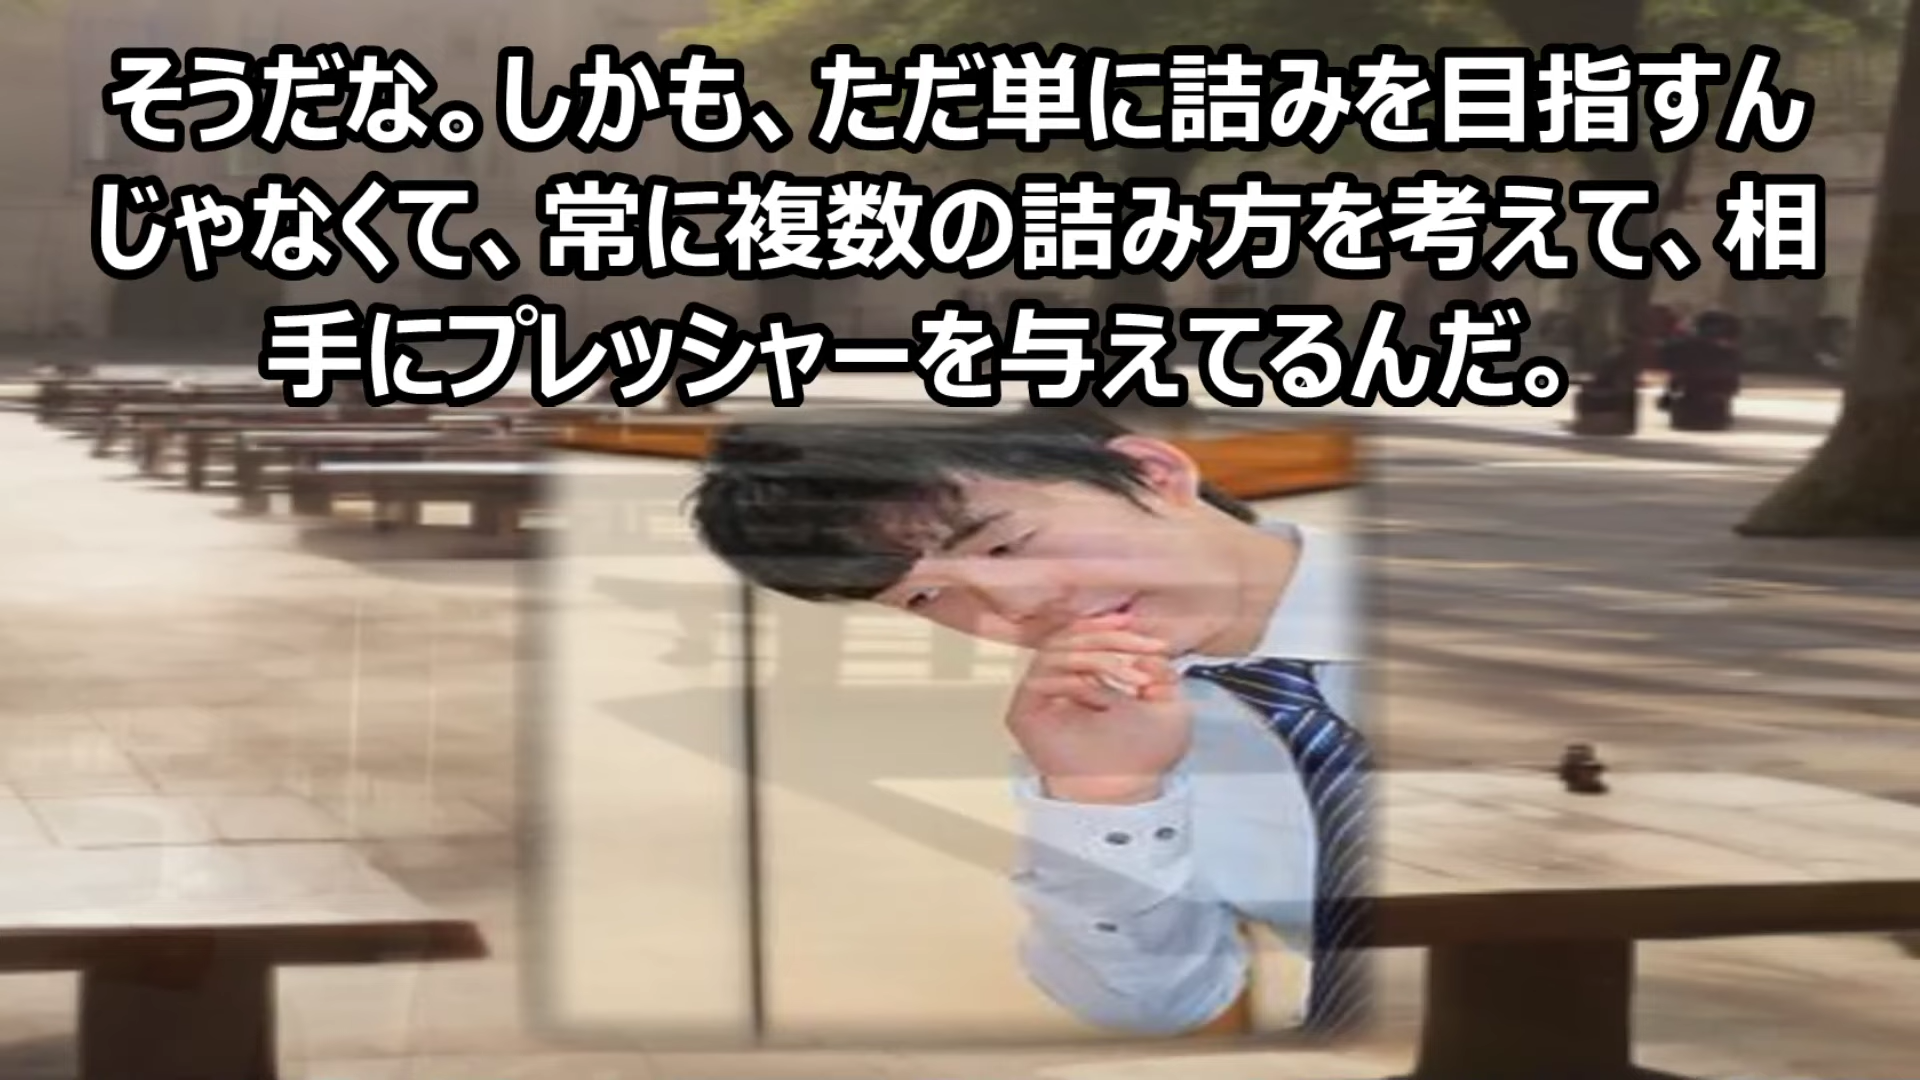 そうだな。しかも、ただ単に詰みを目指すん
じゃなくて、常に複数の詰み方を考えて、相
手にプレッシャーを与えてるんだ。